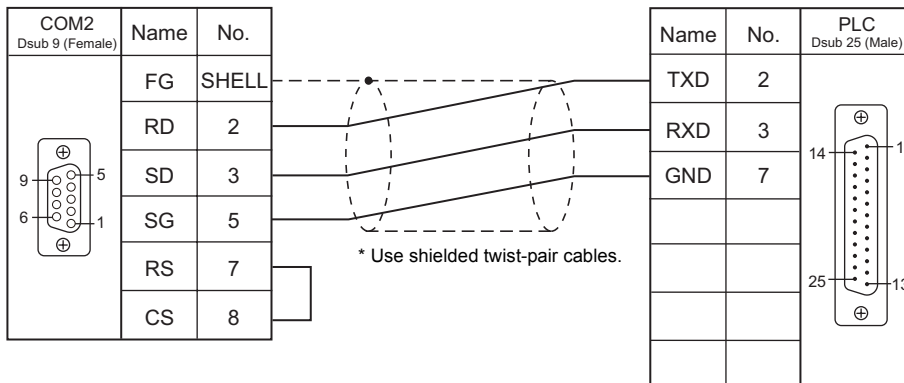 COM2
Dsub 9 (Female)
Name No.
FG SHELL
RD 2
SD 3
SG 5
RS 7
CS 8
9 5
6 1
* Use shielded twist-pair cables.
Name No.
TXD 2
RXD 3
GND 7
PLC
Dsub 25 (Male)
14 1
25 13